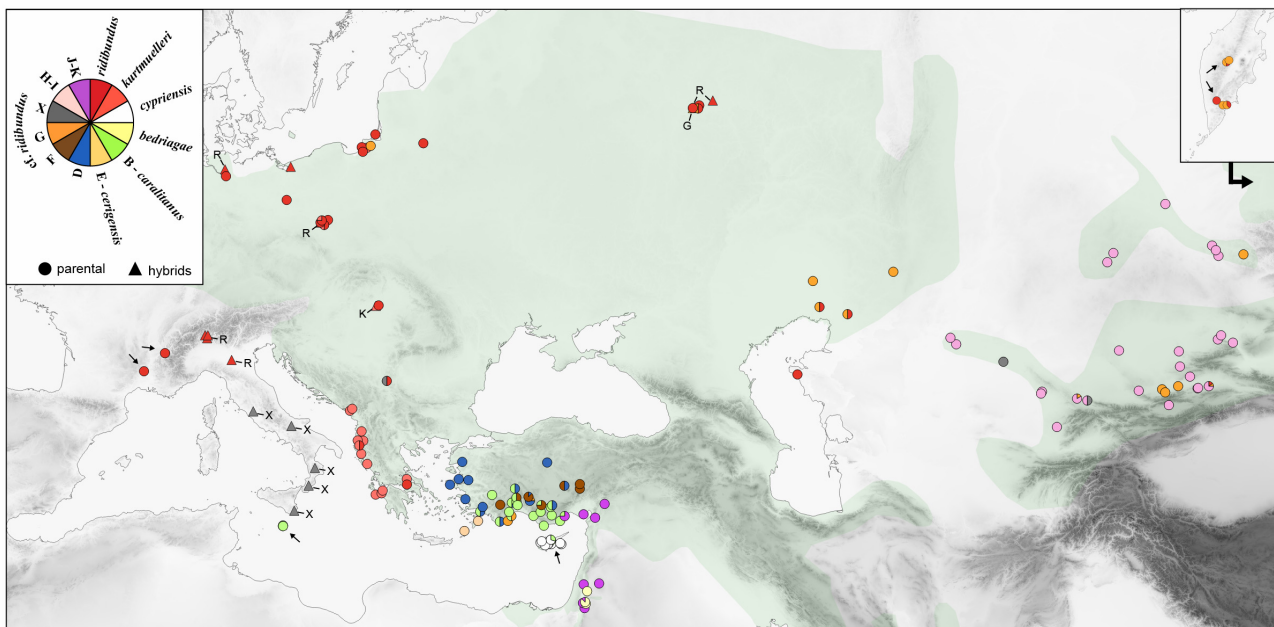 ridibundus
kurtmuelleri
cypriensis
bedriagae
B - caralitanus
E - cerigensis
D
F
G
X
H-I
J-K
cf. ridibundus
parental
hybrids
R
G
R
R
K
R
R
X
X
X
X
X